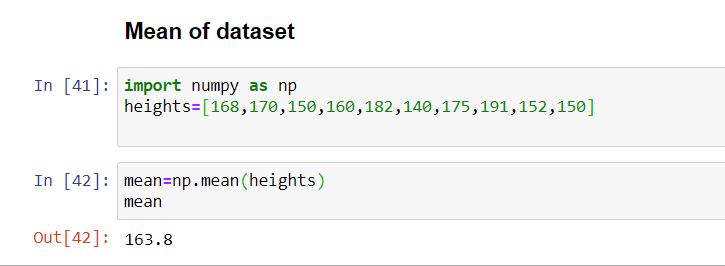 Mean of dataset
In [41]: import numpy as np
heights=[168,170,150,160,182,140,175,191,152,150]
In [42]: mean=np.mean(heights)
mean
Out[42]: 163.8